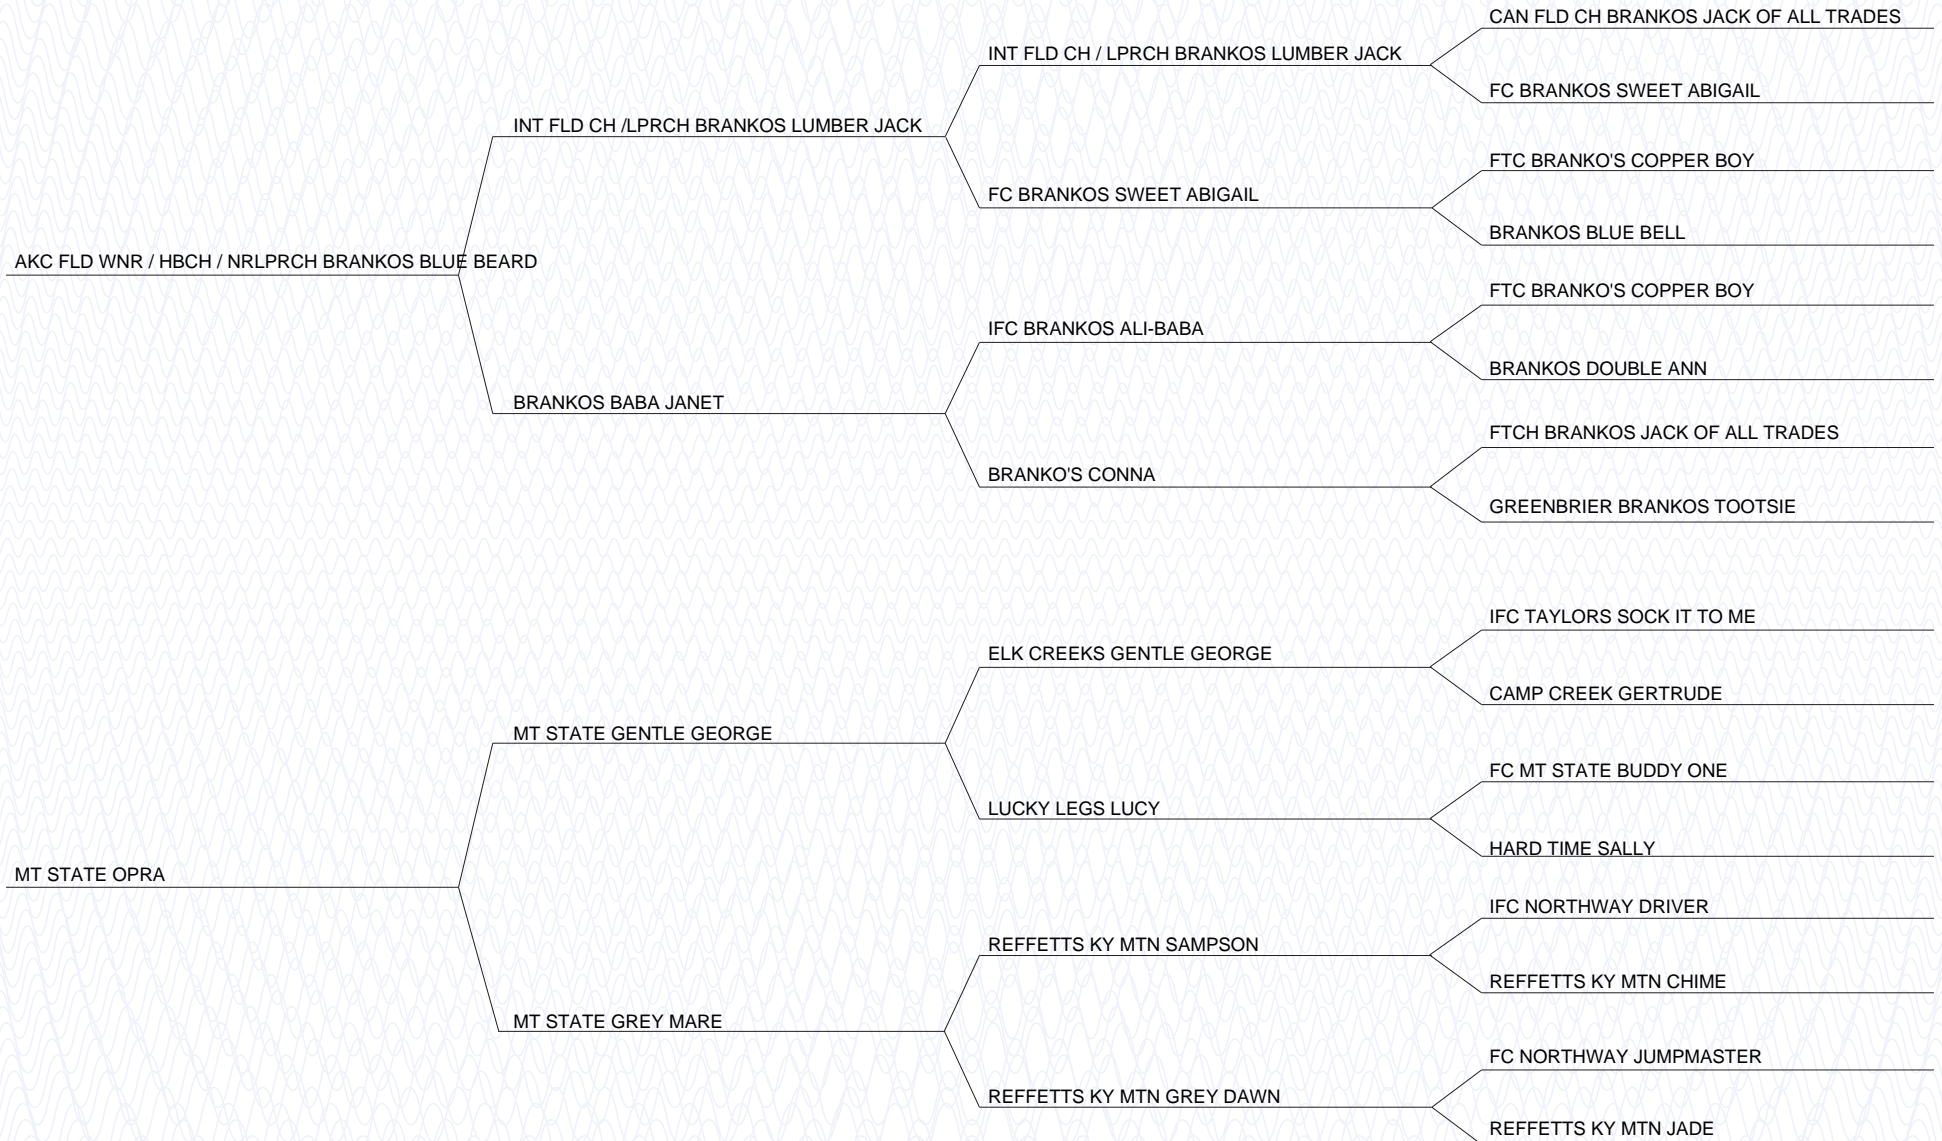 CAN FLD CH BRANKOS JACK OF ALL TRADES
INT FLD CH / LPRCH BRANKOS LUMBER JACK
FC BRANKOS SWEET ABIGAIL
INT FLD CH /LPRCH BRANKOS LUMBER JACK
FTC BRANKO'S COPPER BOY
FC BRANKOS SWEET ABIGAIL
BRANKOS BLUE BELL
AKC FLD WNR / HBCH / NRLPRCH BRANKOS BLUE BEARD
FTC BRANKO'S COPPER BOY
IFC BRANKOS ALI-BABA
BRANKOS DOUBLE ANN
BRANKOS BABA JANET
FTCH BRANKOS JACK OF ALL TRADES
BRANKO'S CONNA
GREENBRIER BRANKOS TOOTSIE
IFC TAYLORS SOCK IT TO ME
ELK CREEKS GENTLE GEORGE
CAMP CREEK GERTRUDE
MT STATE GENTLE GEORGE
FC MT STATE BUDDY ONE
LUCKY LEGS LUCY
HARD TIME SALLY
MT STATE OPRA
IFC NORTHWAY DRIVER
REFFETTS KY MTN SAMPSON
REFFETTS KY MTN CHIME
MT STATE GREY MARE
FC NORTHWAY JUMPMASTER
REFFETTS KY MTN GREY DAWN
REFFETTS KY MTN JADE